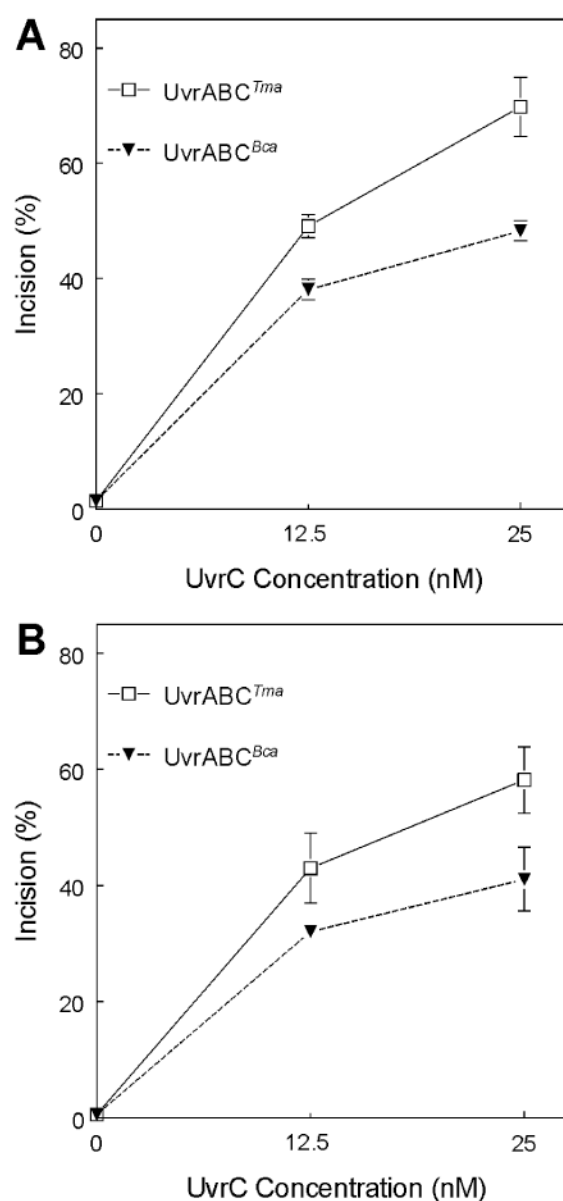 A
80
UvrABC^Tma
UvrABC^Bca
60
Incision (%)
40
20
0
0 12.5 25
UvrC Concentration (nM)
B
80
UvrABC^Tma
UvrABC^Bca
60
Incision (%)
40
20
0
0 12.5 25
UvrC Concentration (nM)